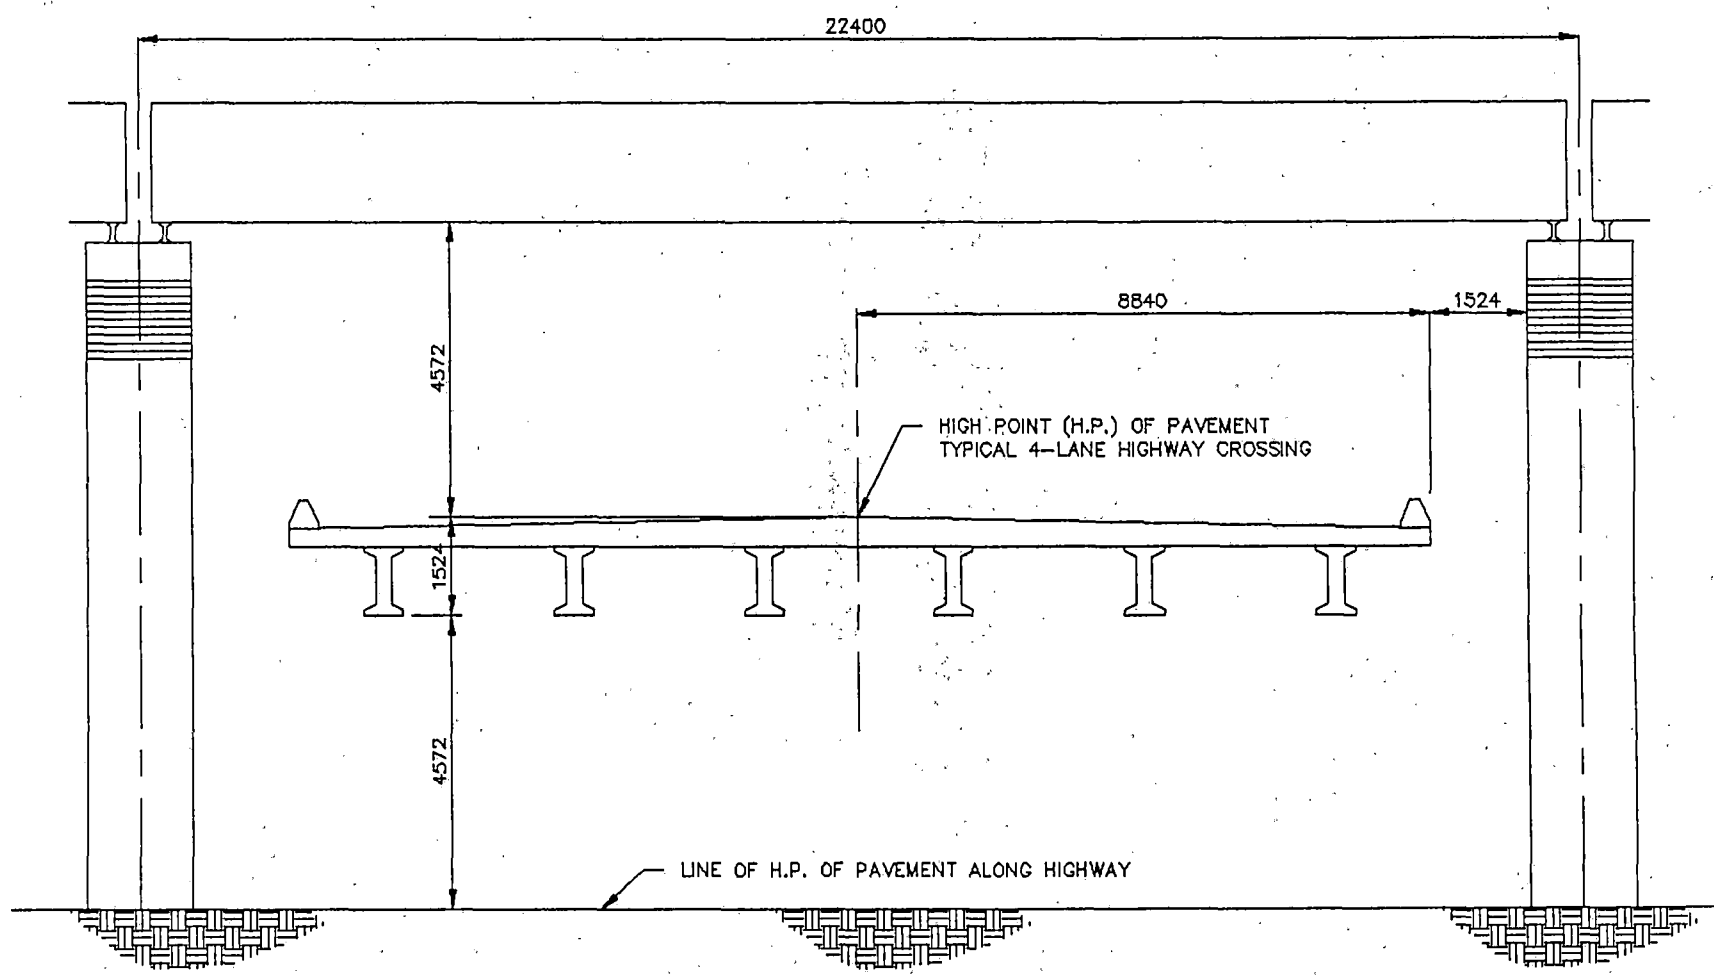 22400
8840
1524
4572
HIGH POINT (H.P.) OF PAVEMENT
TYPICAL 4-LANE HIGHWAY CROSSING
1524
4572
LINE OF H.P. OF PAVEMENT ALONG HIGHWAY